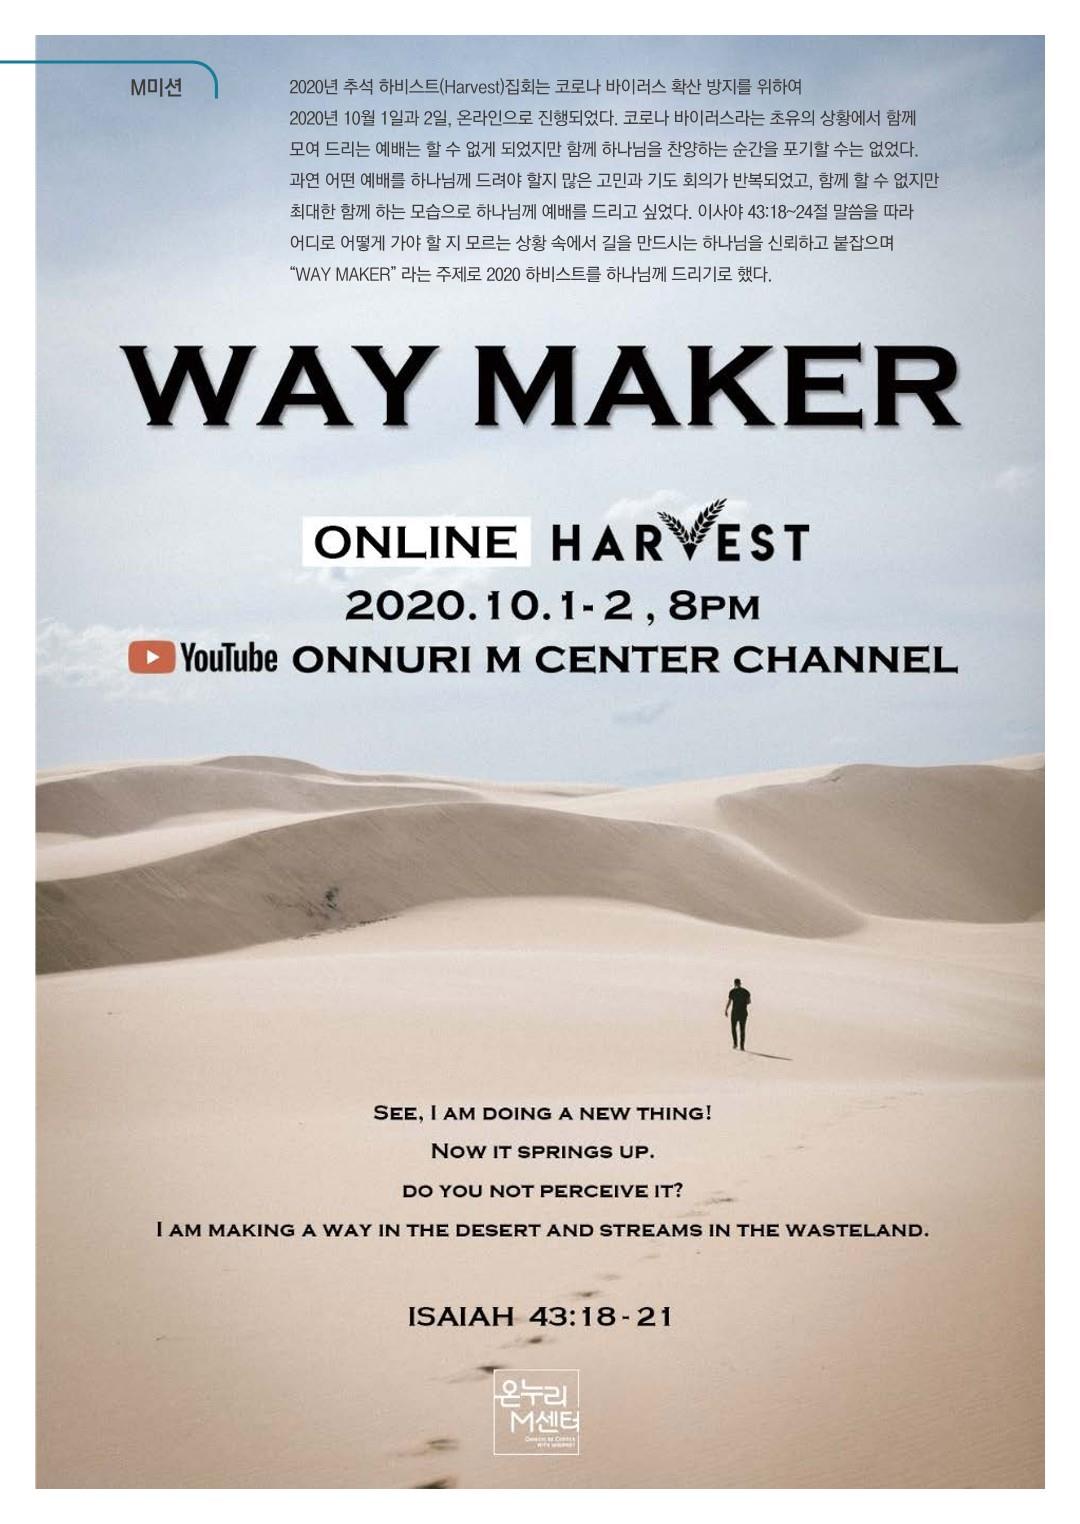 M미션
2020년 추석 하비스트(Harvest)집회는 코로나 바이러스 확산 방지를 위하여
2020년 10월 1일과 2일, 온라인으로 진행되었다. 코로나 바이러스라는 초유의 상황에서 함께
모여 드리는 예배는 할 수 없게 되었지만 함께 하나님을 찬양하는 순간을 포기할 수는 없었다.
과연 어떤 예배를 하나님께 드려야 할지 많은 고민과 기도 회의가 반복되었고, 함께 할 수 없지만
최대한 함께 하는 모습으로 하나님께 예배를 드리고 싶었다. 이사야 43:18~24절 말씀을 따라
어디로 어떻게 가야 할 지 모르는 상황 속에서 길을 만드시는 하나님을 신뢰하고 붙잡으며
“WAY MAKER” 라는 주제로 2020 하비스트를 하나님께 드리기로 했다.
WAY MAKER
ONLINE HARVEST
2020.10.1-2 , 8PM
YouTube ONNURI M CENTER CHANNEL
SEE, I AM DOING A NEW THING!
NOW IT SPRINGS UP.
DO YOU NOT PERCEIVE IT?
I AM MAKING A WAY IN THE DESERT AND STREAMS IN THE WASTELAND.
ISAIAH 43:18-21
온누리
M센터
ONNURI M CENTER